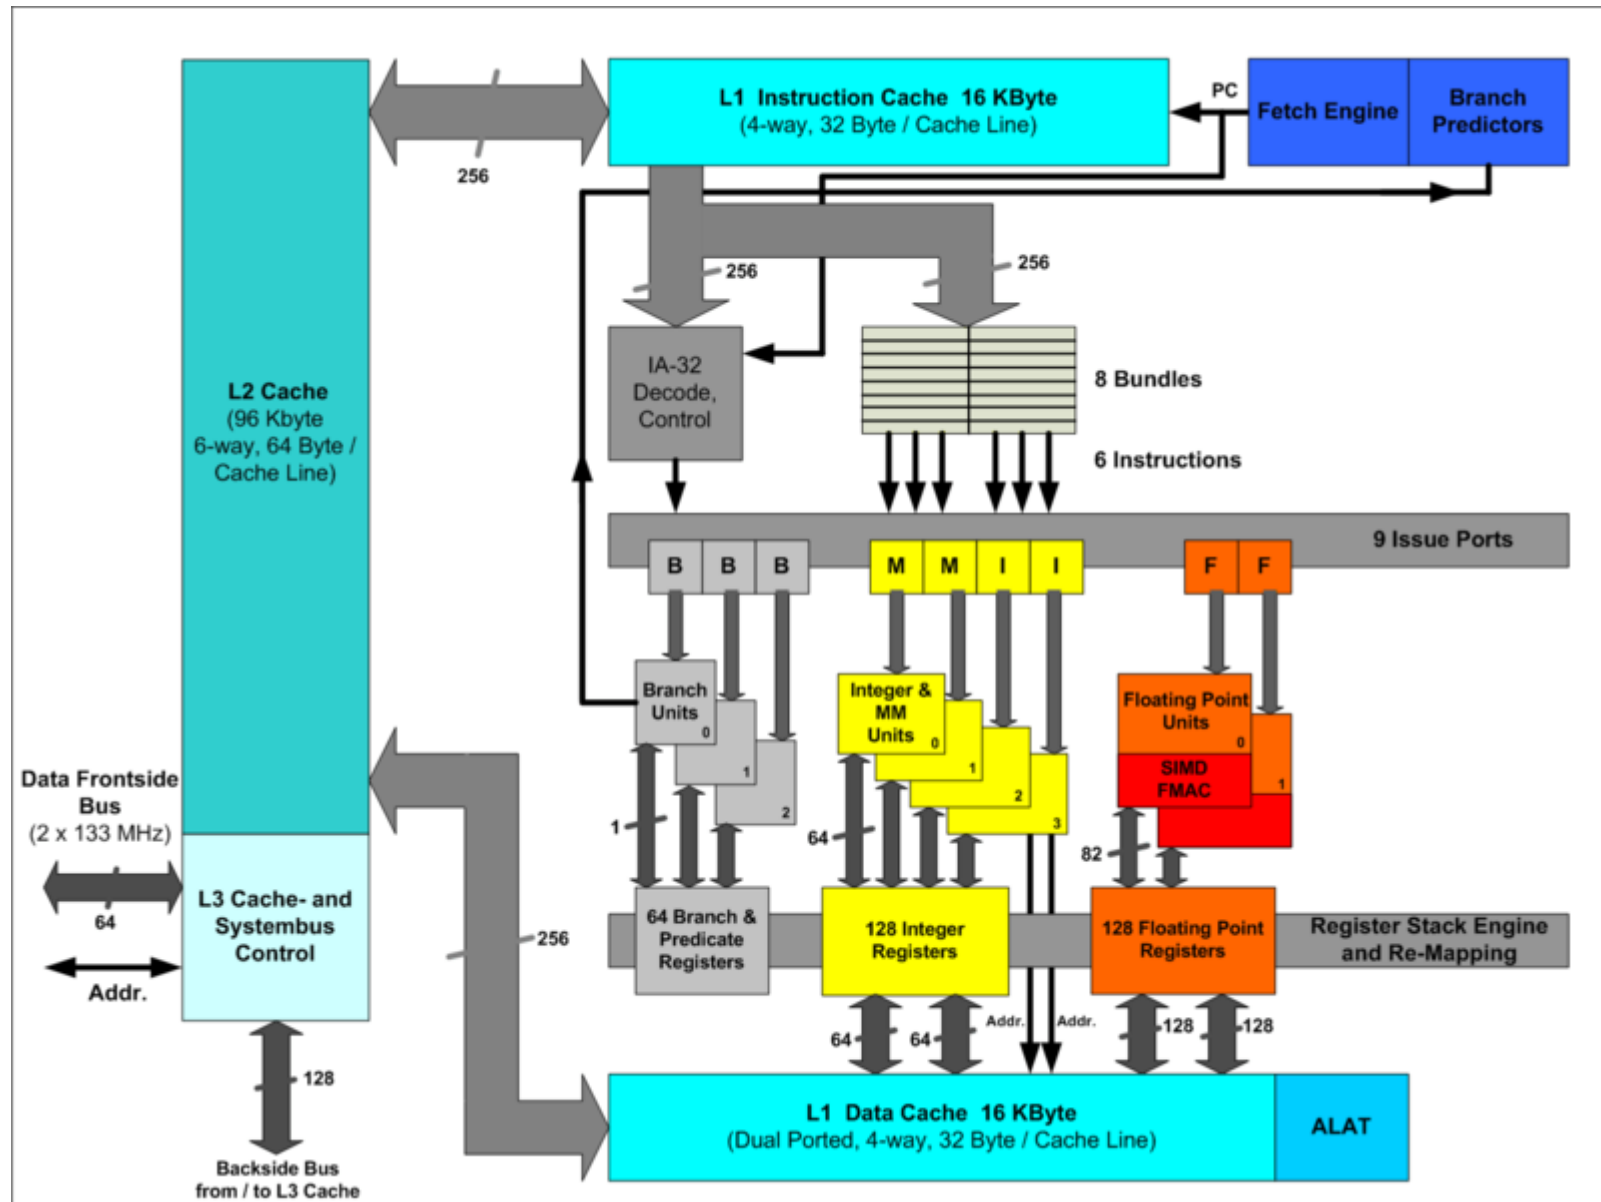 L1 Instruction Cache 16 KByte
(4-way, 32 Byte / Cache Line)
PC
Fetch Engine
Branch
Predictors
256
256
256
L2 Cache
(96 Kbyte
6-way, 64 Byte /
Cache Line)
IA-32
Decode,
Control
8 Bundles
6 Instructions
9 Issue Ports
B
B
B
M
M
I
I
F
F
Branch
Units
0
1
2
Integer &
MM
Units
0
1
2
3
Floating Point
Units
0
SIMD
FMAC
1
Data Frontside
Bus
(2 x 133 MHz)
64
Addr.
L3 Cache- and
Systembus
Control
1
64
82
256
64 Branch &
Predicate
Registers
128 Integer
Registers
128 Floating Point
Registers
Register Stack Engine
and Re-Mapping
64
64
Addr.
Addr.
128
128
128
L1 Data Cache 16 KByte
(Dual Ported, 4-way, 32 Byte / Cache Line)
ALAT
Backside Bus
from / to L3 Cache